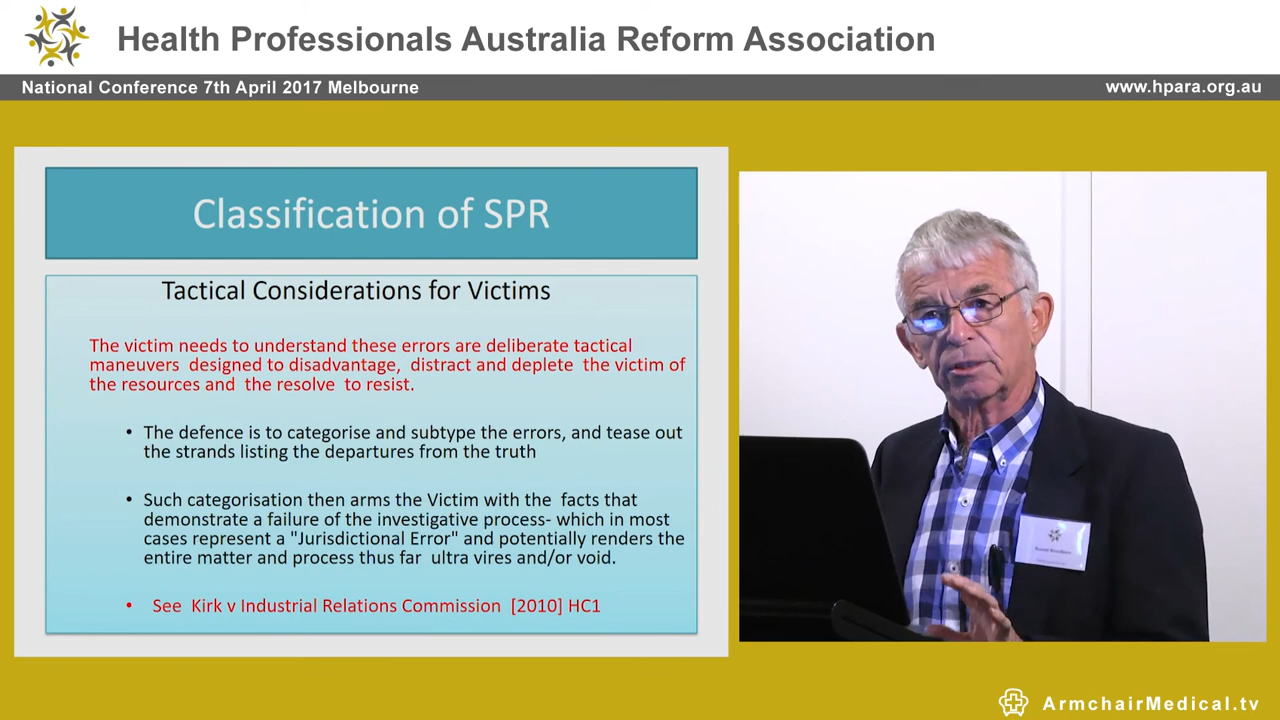 Health Professionals Australia Reform Association
National Conference 7th April 2017 Melbourne
www.hpara.org.au
Classification of SPR
Tactical Considerations for Victims
The victim needs to understand these errors are deliberate tactical
maneuvers designed to disadvantage, distract and deplete the victim of
the resources and the resolve to resist.
• The defence is to categorise and subtype the errors, and tease out
the strands listing the departures from the truth
• Such categorisation then arms the Victim with the facts that
demonstrate a failure of the investigative process- which in most
cases represent a "Jurisdictional Error" and potentially renders the
entire matter and process thus far ultra vires and/or void.
• See Kirk v Industrial Relations Commission [2010] HC1
ArmchairMedical.tv